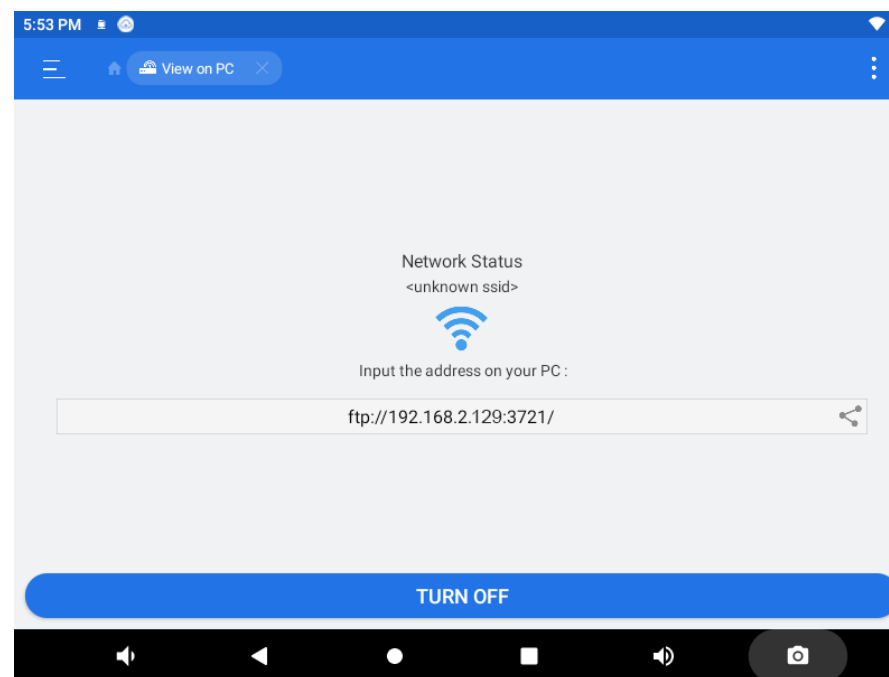 5:53 PM
View on PC
Network Status
<unknown ssid>
Input the address on your PC :
ftp://192.168.2.129:3721/
TURN OFF